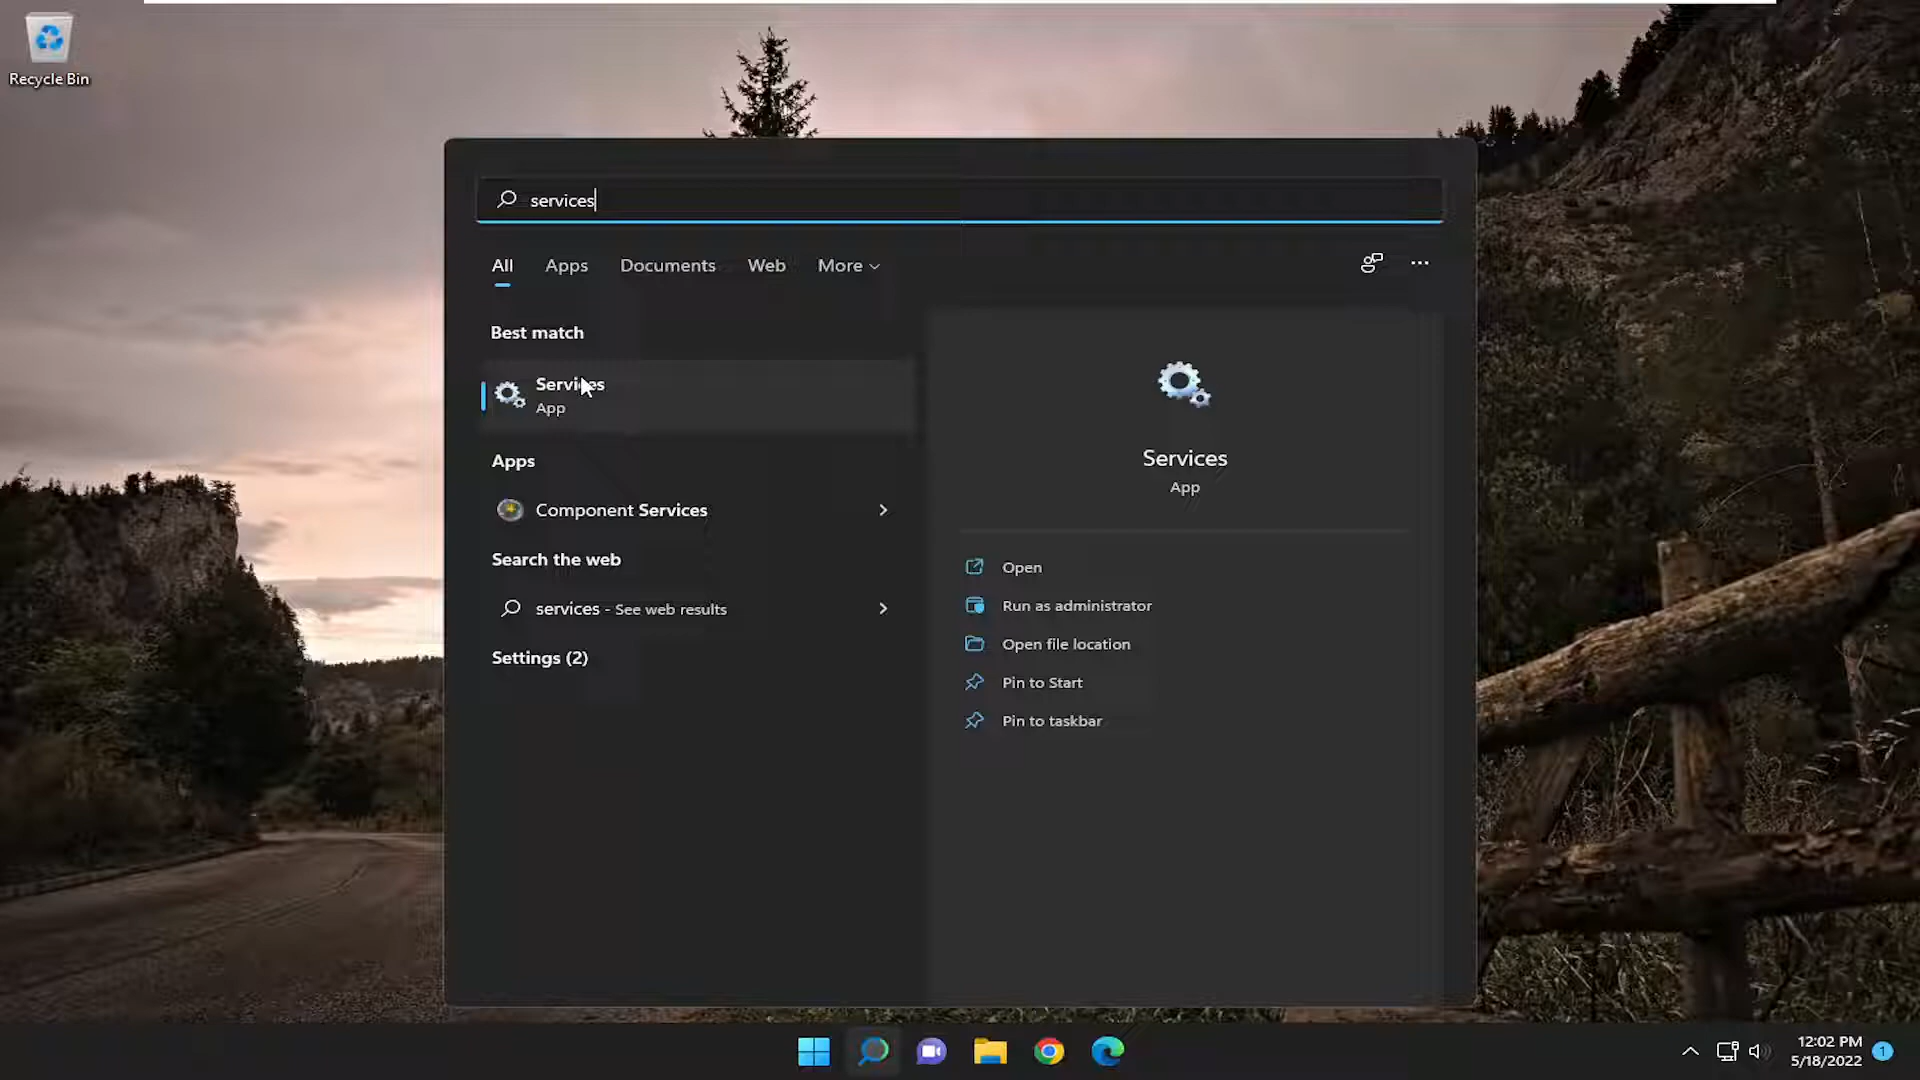 Recycle Bin
services
All Apps Documents Web More
Best match
Services
App
Apps
Component Services
Search the web
services - See web results
Settings (2)
Services
App
Open
Run as administrator
Open file location
Pin to Start
Pin to taskbar
12:02 PM
5/18/2022
1